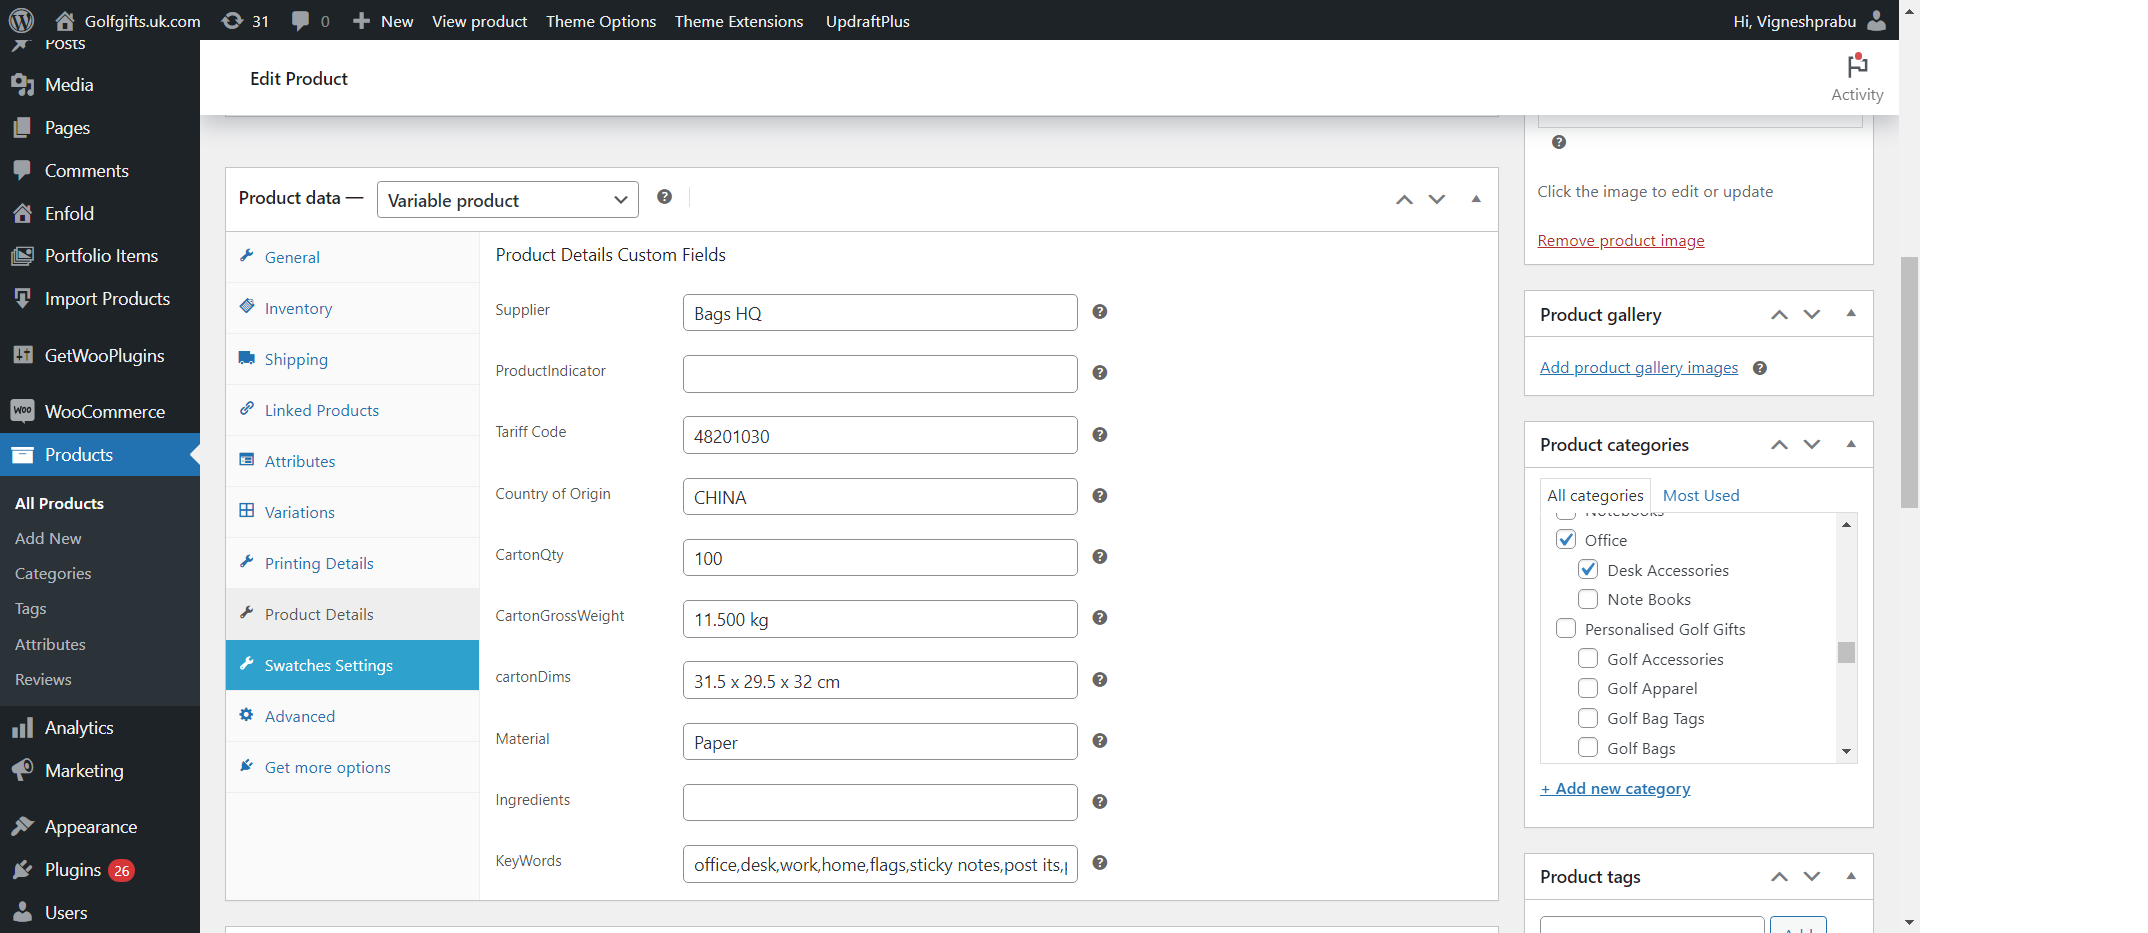 Golfgifts.uk.com 31 0 New View product Theme Options Theme Extensions UpdraftPlus Hi, Vigneshprabu
Posts
Media
Pages
Comments
Enfold
Portfolio Items
Import Products
GetWooPlugins
WooCommerce
Products
All Products
Add New
Categories
Tags
Attributes
Reviews
Analytics
Marketing
Appearance
Plugins 26
Users
Edit Product
Activity
Product data — Variable product
General
Inventory
Shipping
Linked Products
Attributes
Variations
Printing Details
Product Details
Swatches Settings
Advanced
Get more options
Product Details Custom Fields
Supplier Bags HQ
ProductIndicator
Tariff Code 48201030
Country of Origin CHINA
CartonQty 100
CartonGrossWeight 11.500 kg
cartonDims 31.5 x 29.5 x 32 cm
Material Paper
Ingredients
KeyWords office,desk,work,home,flags,sticky notes,post its,
Click the image to edit or update
Remove product image
Product gallery
Add product gallery images
Product categories
All categories Most Used
Notebooks
Office
Desk Accessories
Note Books
Personalised Golf Gifts
Golf Accessories
Golf Apparel
Golf Bag Tags
Golf Bags
+ Add new category
Product tags
Add